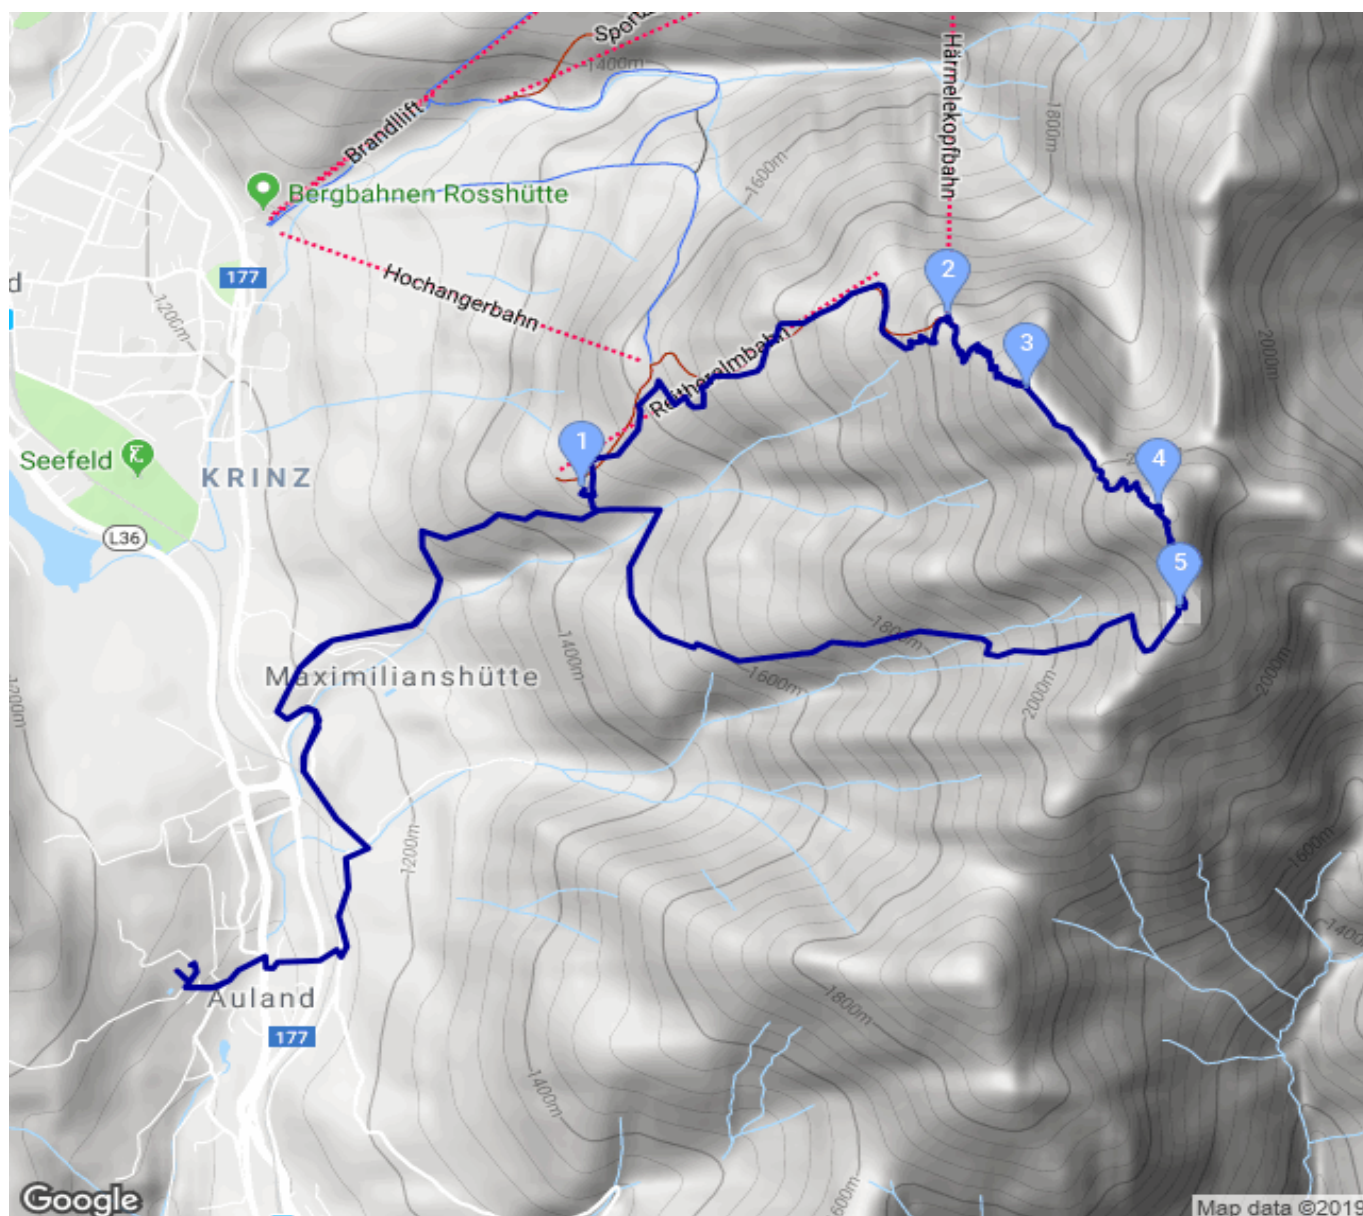 Sport
1400m
Brandllift
Härmelekopfbahn
1800m
1600m
Bergbahnen Rosshütte
177
d
Hochangerbahn
1200m
2
2000m
3
Reitheralmbahn
1
4
Seefeld
KRINZ
L36
5
1400m
1800m
Maximilianshütte
1600m
2000m
2000m
1200m
1200m
1600m
1400m
Auland
1800m
177
1400m
1600m
Google
Map data ©2019